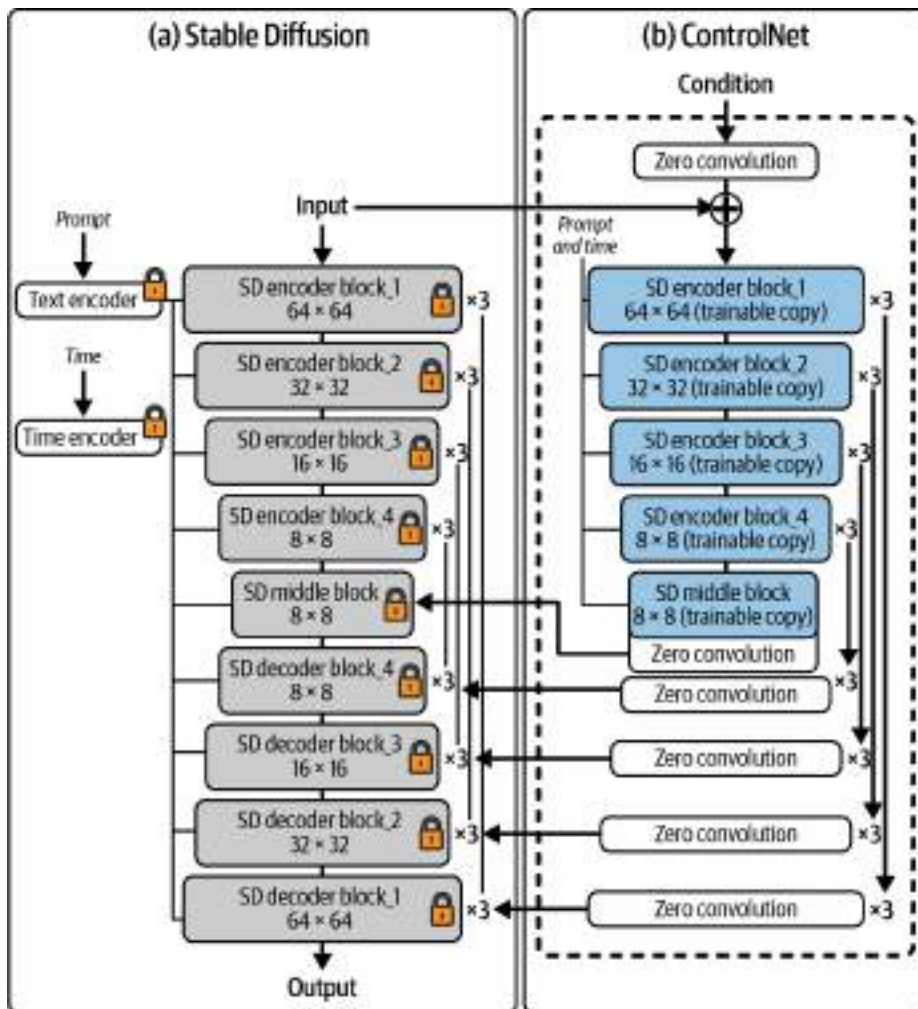 (a) Stable Diffusion
Prompt
Text encoder
Time
Time encoder
Input
SD encoder block_1
64 × 64
×3
SD encoder block_2
32 × 32
×3
SD encoder block_3
16 × 16
×3
SD encoder block_4
8 × 8
×3
SD middle block
8 × 8
SD decoder block_4
8 × 8
×3
SD decoder block_3
16 × 16
×3
SD decoder block_2
32 × 32
×3
SD decoder block_1
64 × 64
×3
Output
(b) ControlNet
Condition
Zero convolution
Prompt
and time
SD encoder block_1
64 × 64 (trainable copy)
×3
SD encoder block_2
32 × 32 (trainable copy)
×3
SD encoder block_3
16 × 16 (trainable copy)
×3
SD encoder block_4
8 × 8 (trainable copy)
×3
SD middle block
8 × 8 (trainable copy)
Zero convolution
Zero convolution
×3
Zero convolution
×3
Zero convolution
×3
Zero convolution
×3